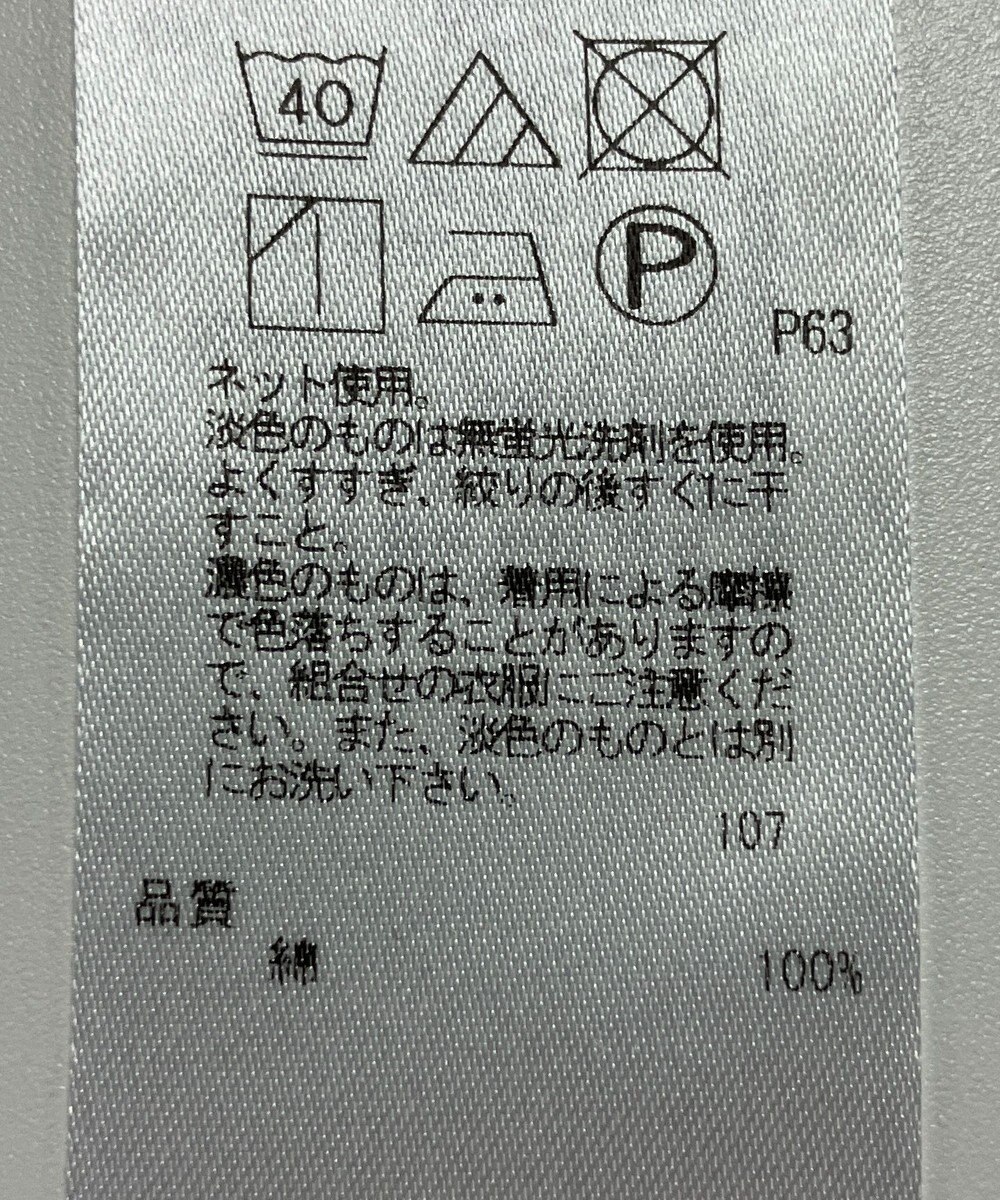 40
P
P63
ネット使用。
淡色のものは無蛍光洗剤を使用。
よくすすぎ、絞りの後すぐに干
すこと。
濃色のものは、着用による摩擦
で色落ちすることがありますの
で、組合せの衣服にご注意くだ
さい。また、淡色のものとは別
にお洗い下さい。
107
品質
綿 100%